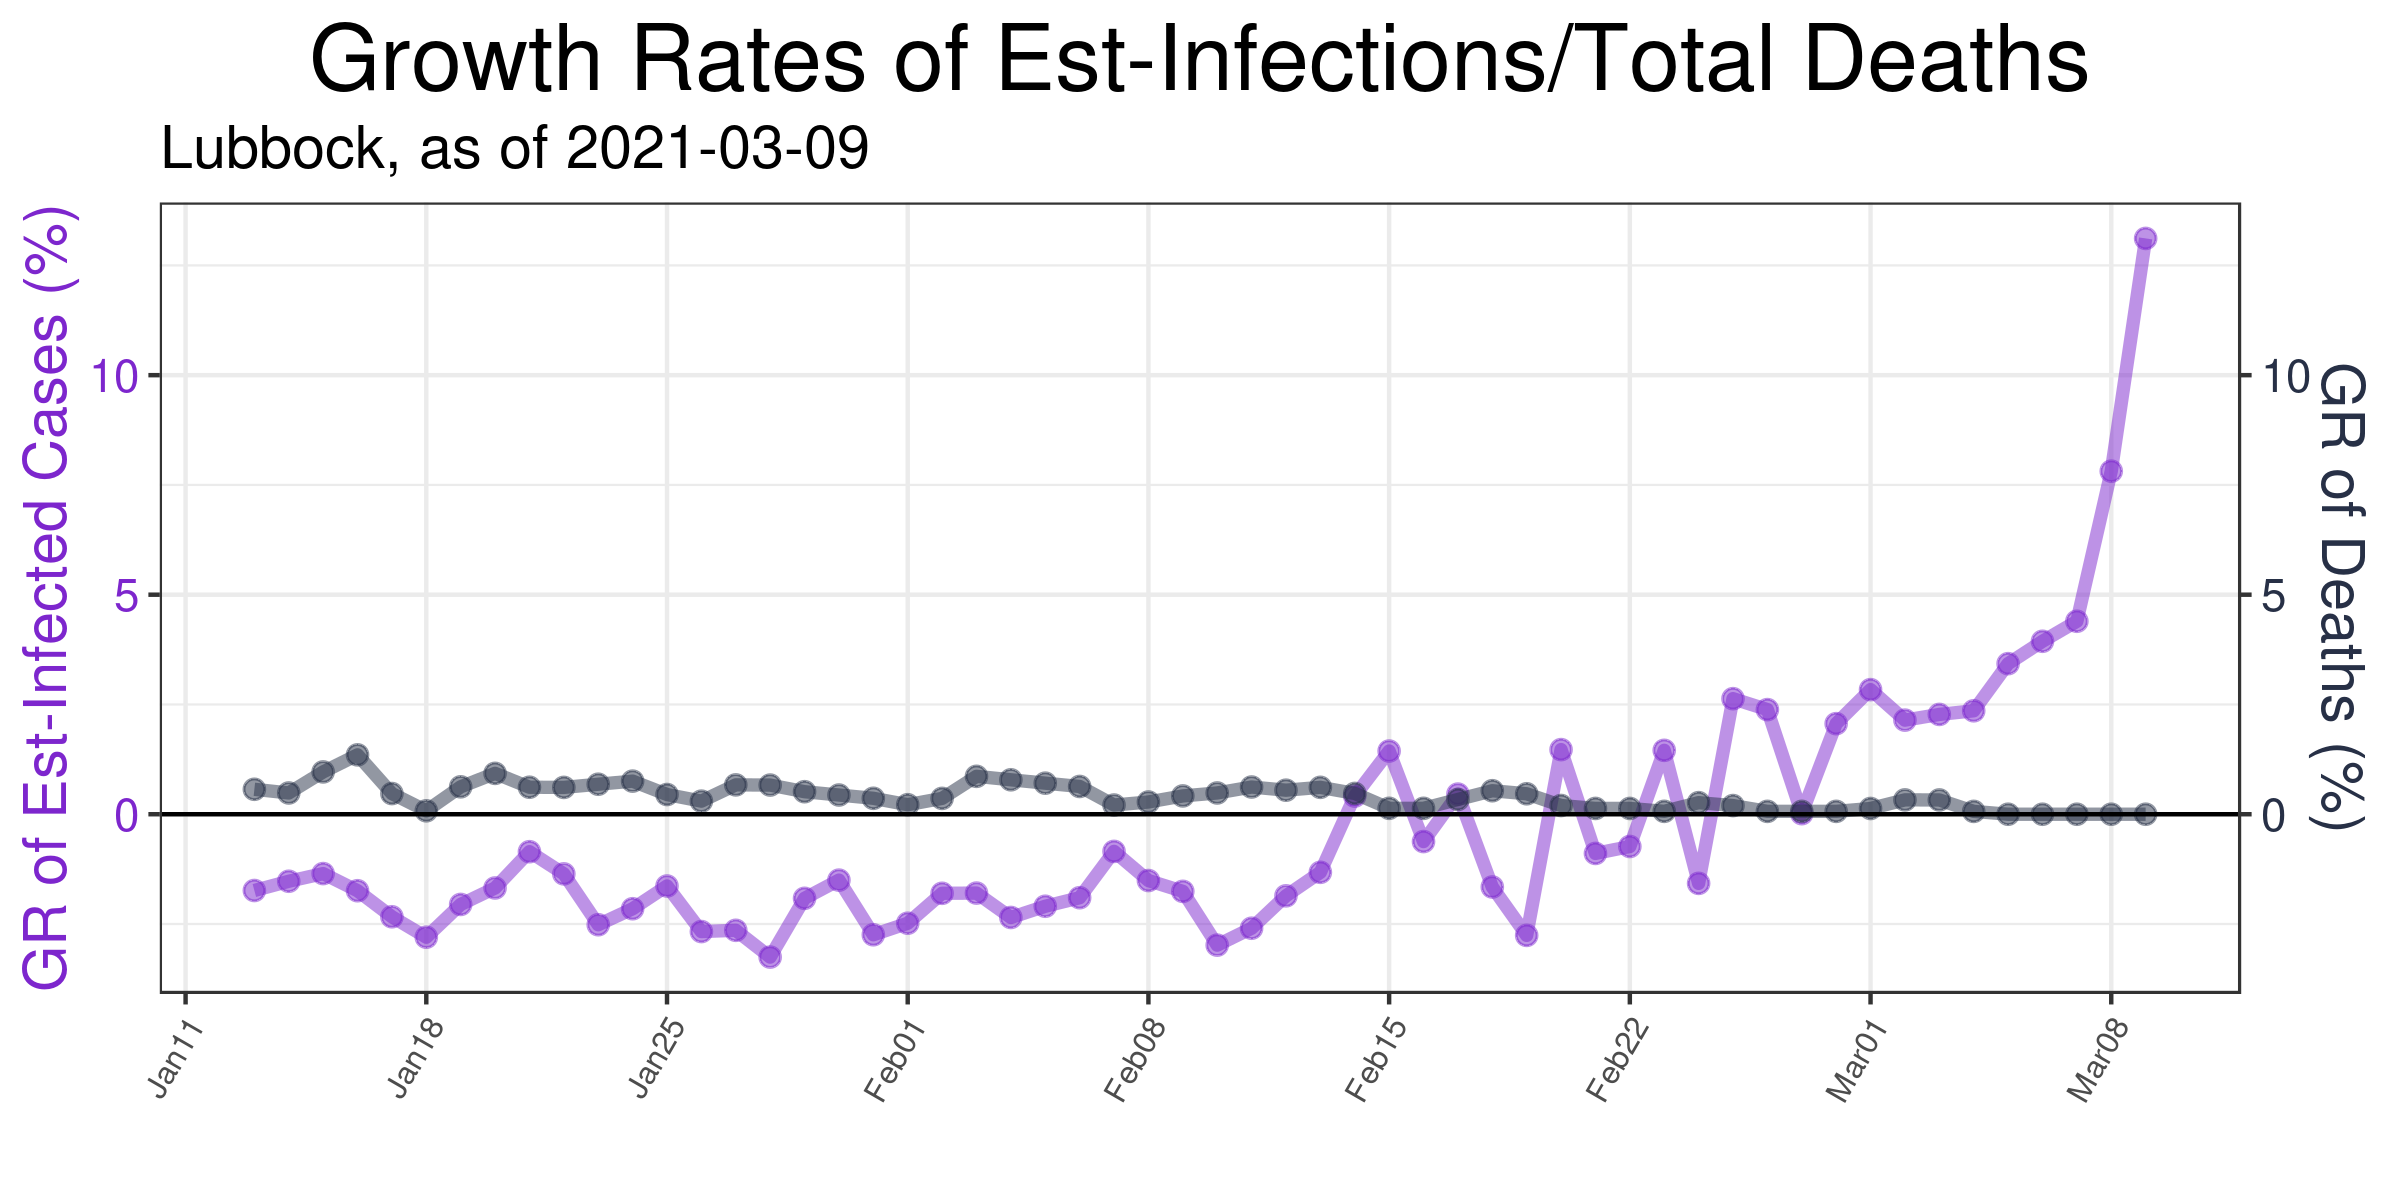 Growth Rates of Est-Infections/Total Deaths
Lubbock, as of 2021-03-09
GR of Est-Infected Cases (%)
10
5
0
10
5
0
GR of Deaths (%)
Jan11
Jan18
Jan25
Feb01
Feb08
Feb15
Feb22
Mar01
Mar08